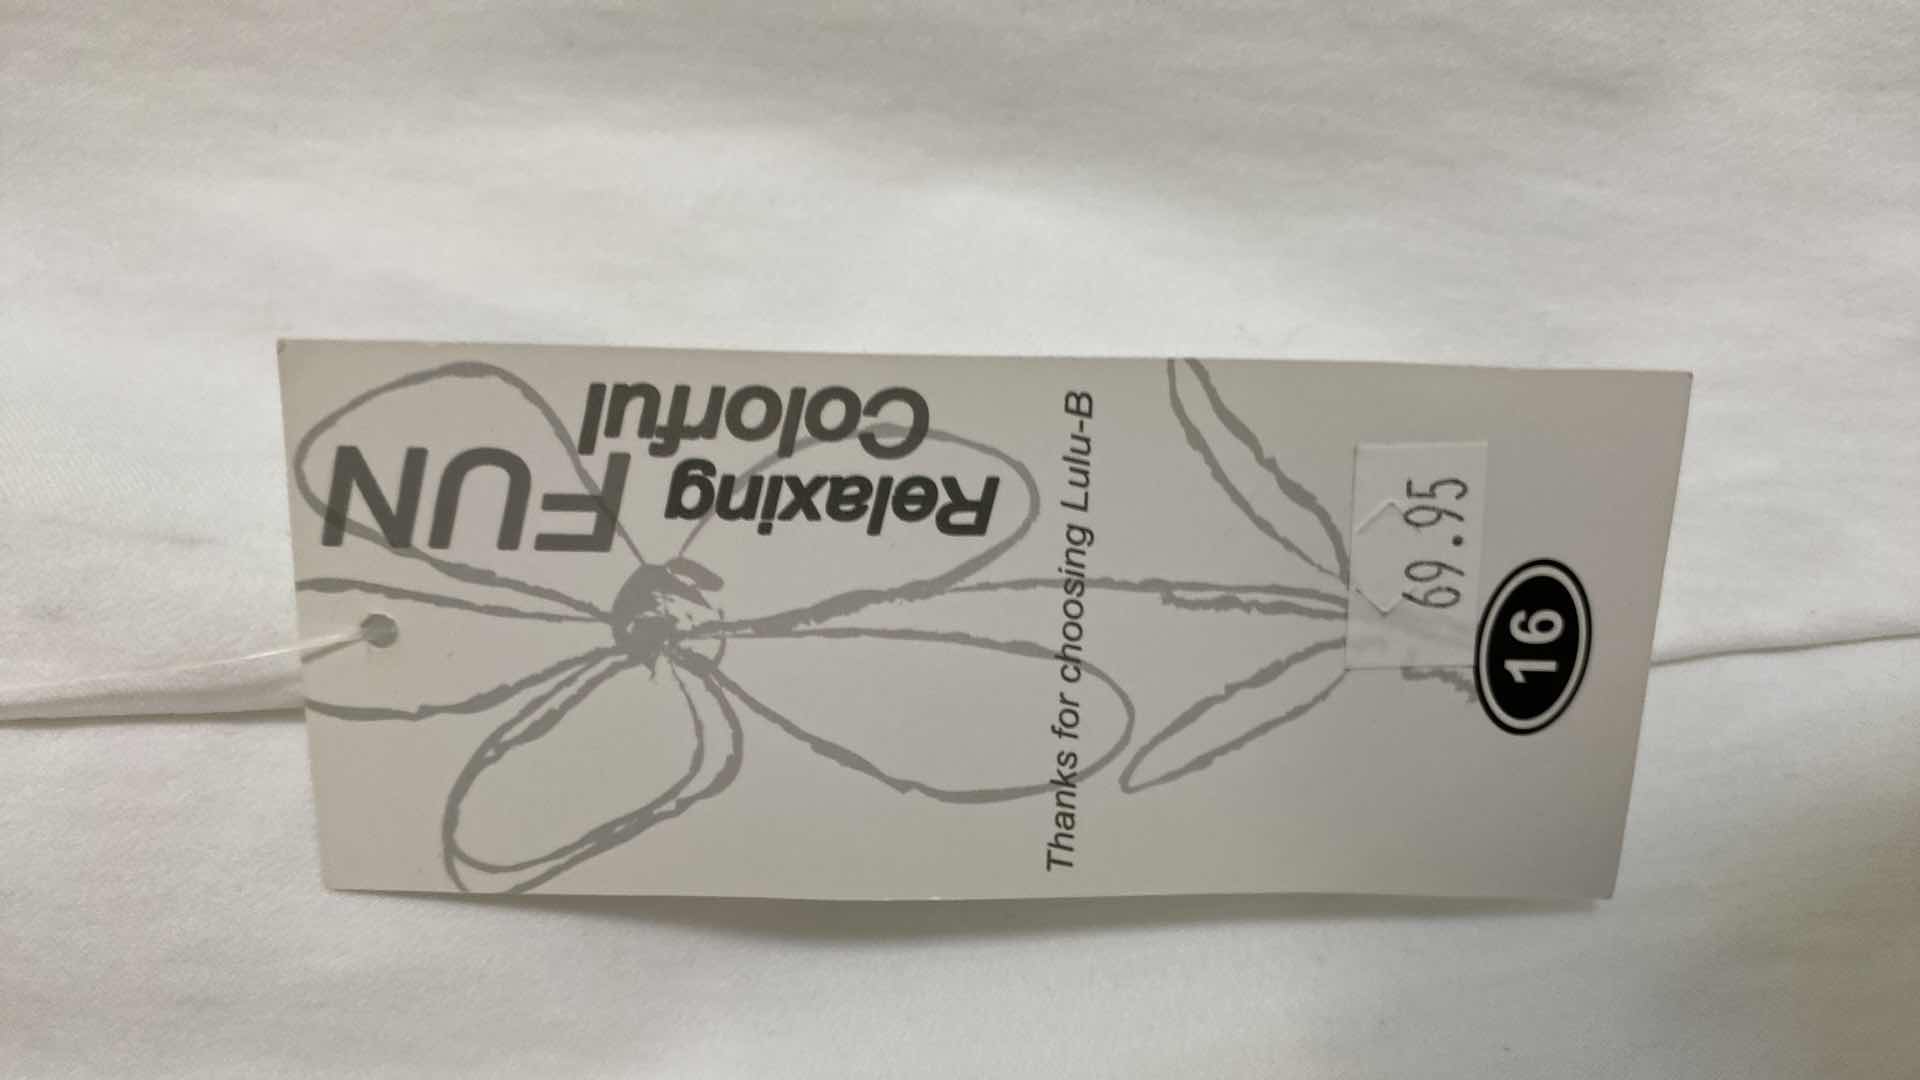 Relaxing
Colorful
FUN
Thanks for choosing Lulu-B
69.95
16